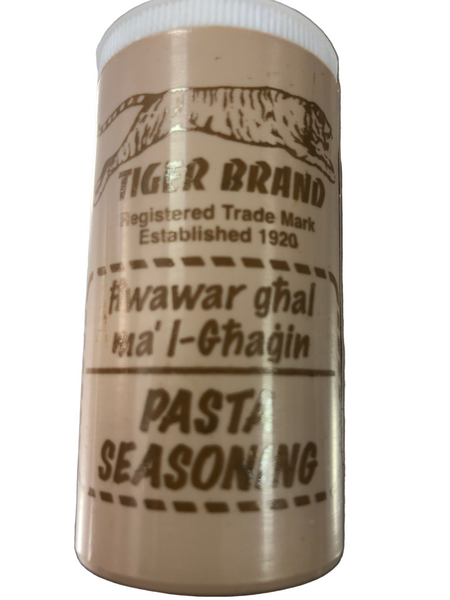 TIGER BRAND
Registered Trade Mark
Established 1920
ħwawar għal
ma' l-Għaġin
PASTA
SEASONING